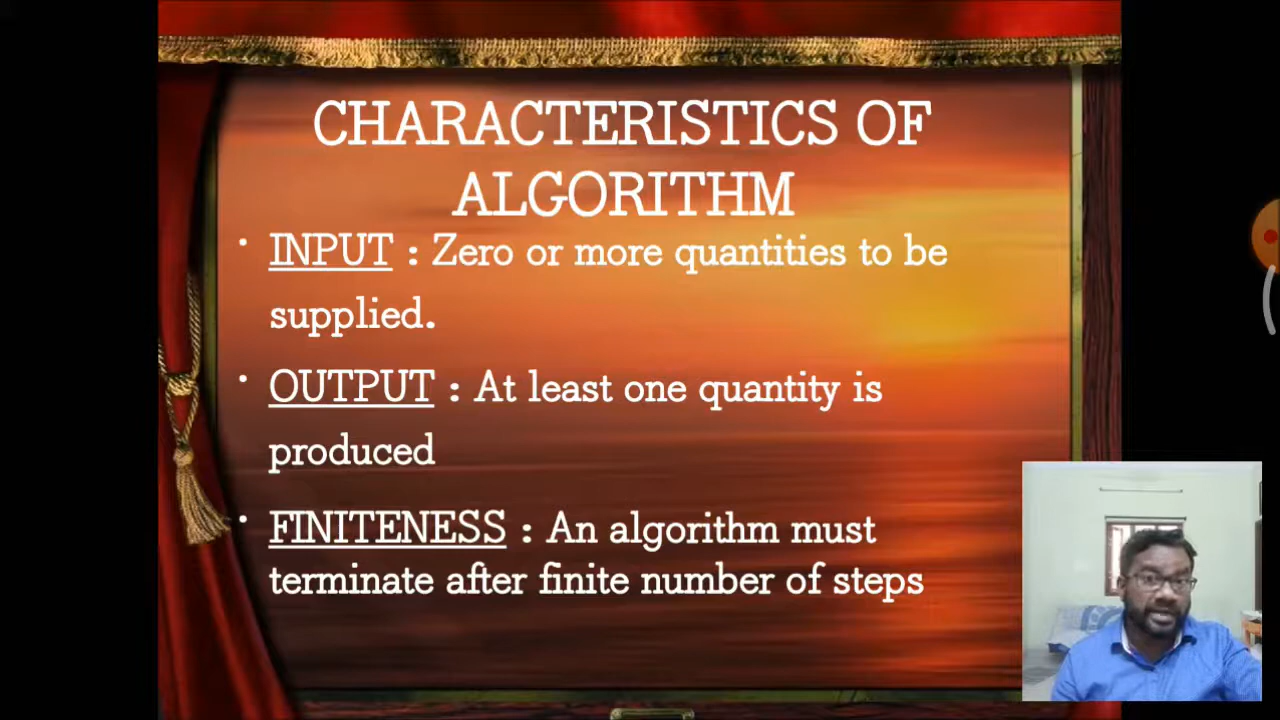 CHARACTERISTICS OF
ALGORITHM
• INPUT : Zero or more quantities to be
supplied.
• OUTPUT : At least one quantity is
produced
• FINITENESS : An algorithm must
terminate after finite number of steps